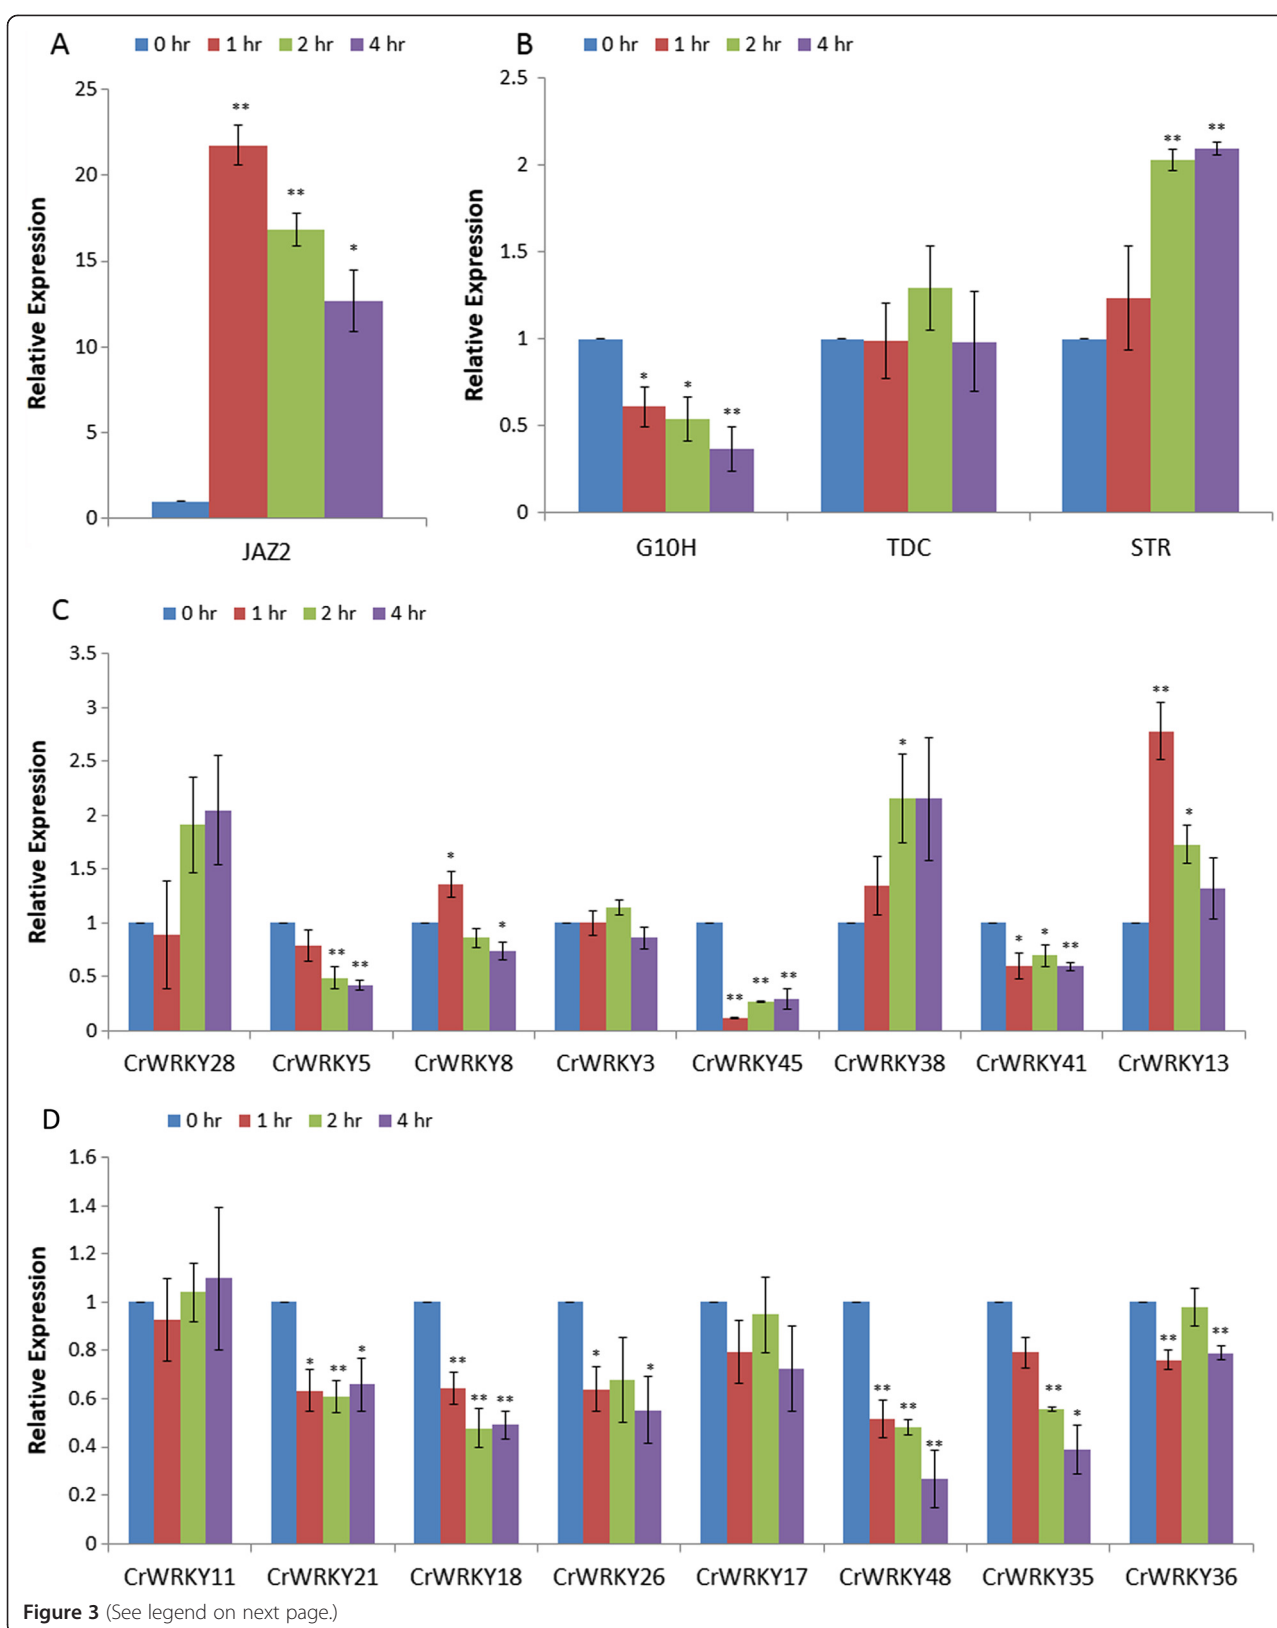 A
0 hr 1 hr 2 hr 4 hr
25
20
15
10
5
0
Relative Expression
**
**
*
JAZ2
B
0 hr 1 hr 2 hr 4 hr
2.5
2
1.5
1
0.5
0
Relative Expression
* * **
** **
G10H TDC STR
C
0 hr 1 hr 2 hr 4 hr
3.5
3
2.5
2
1.5
1
0.5
0
Relative Expression
** **
* *
** ** **
*
* * **
** *
CrWRKY28 CrWRKY5 CrWRKY8 CrWRKY3 CrWRKY45 CrWRKY38 CrWRKY41 CrWRKY13
D
0 hr 1 hr 2 hr 4 hr
1.6
1.4
1.2
1
0.8
0.6
0.4
0.2
0
Relative Expression
* ** *
** ** **
* *
** ** **
** *
** **
CrWRKY11 CrWRKY21 CrWRKY18 CrWRKY26 CrWRKY17 CrWRKY48 CrWRKY35 CrWRKY36
Figure 3 (See legend on next page.)